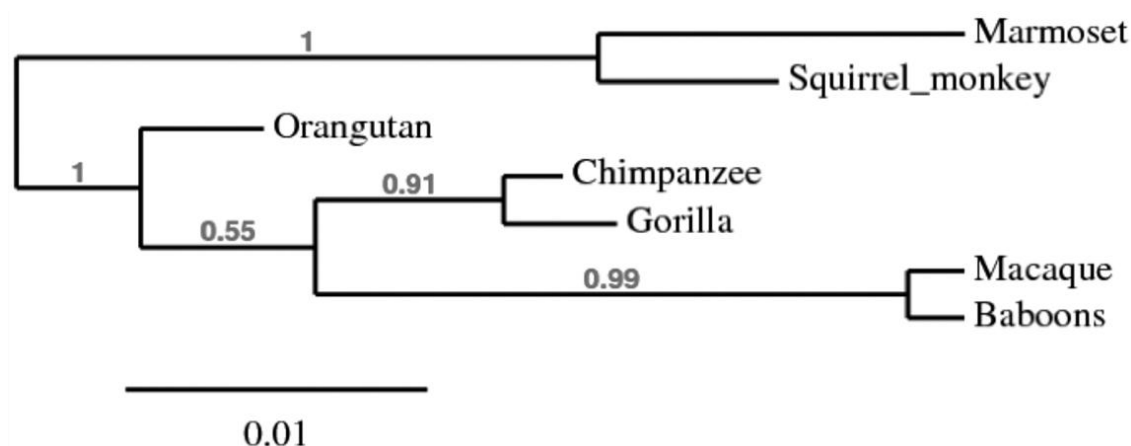 Marmoset
1
Squirrel_monkey
Orangutan
1
Chimpanzee
0.91
Gorilla
0.55
Macaque
0.99
Baboons
0.01